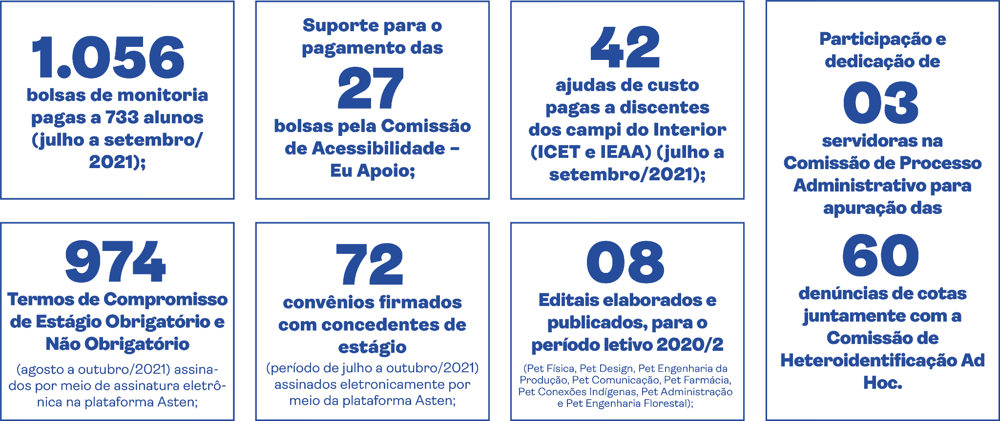 1.056
bolsas de monitoria
pagas a 733 alunos
(julho a setembro/
2021);
Suporte para o
pagamento das
27
bolsas pela Comissão
de Acessibilidade –
Eu Apoio;
42
ajudas de custo
pagas a discentes
dos campi do Interior
(ICET e IEAA) (julho a
setembro/2021);
Participação e
dedicação de
03
servidoras na
Comissão de Processo
Administrativo para
apuração das
60
denúncias de cotas
juntamente com a
Comissão de
Heteroidentificação Ad
Hoc.
974
Termos de Compromisso
de Estágio Obrigatório e
Não Obrigatório
(agosto a outubro/2021) assina-
dos por meio de assinatura eletrô-
nica na plataforma Asten;
72
convênios firmados
com concedentes de
estágio
(período de julho a outubro/2021)
assinados eletronicamente por
meio da plataforma Asten;
08
Editais elaborados e
publicados, para o
período letivo 2020/2
(Pet Física, Pet Design, Pet Engenharia da
Produção, Pet Comunicação, Pet Farmácia,
Pet Conexões Indígenas, Pet Administração
e Pet Engenharia Florestal);